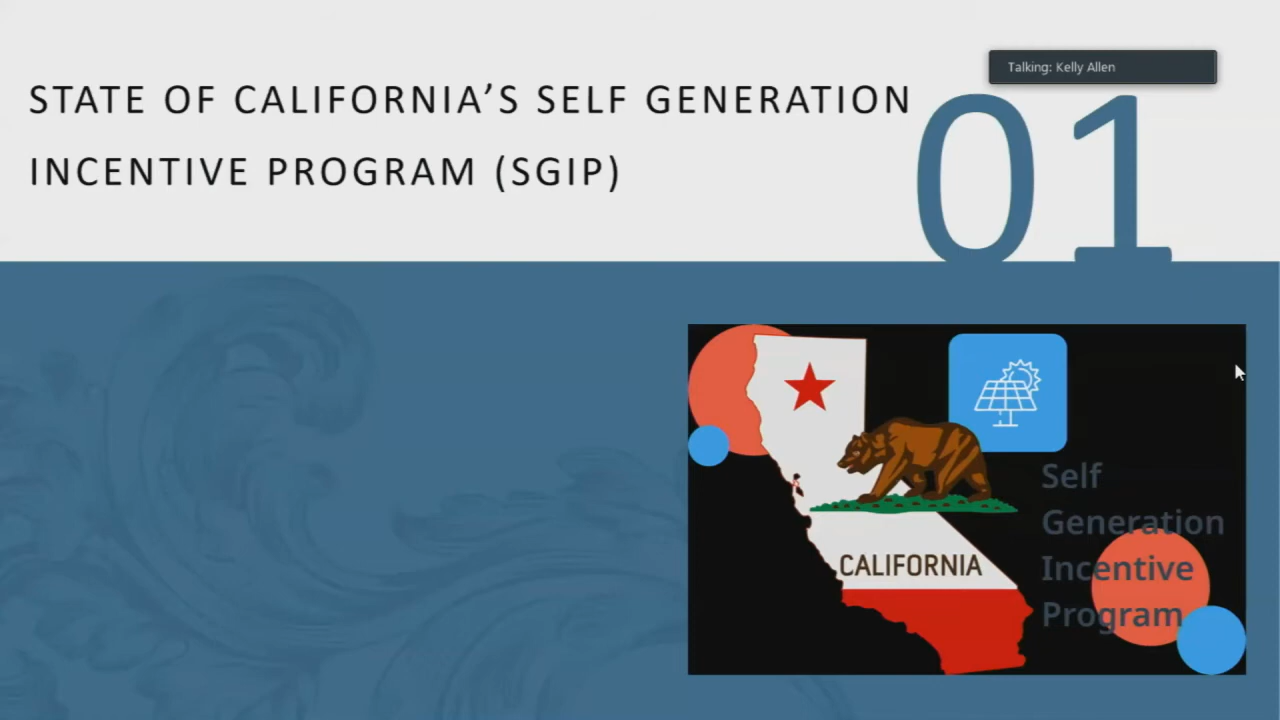 Talking: Kelly Allen
STATE OF CALIFORNIA’S SELF GENERATION
INCENTIVE PROGRAM (SGIP)
01
CALIFORNIA
Self
Generation
Incentive
Program